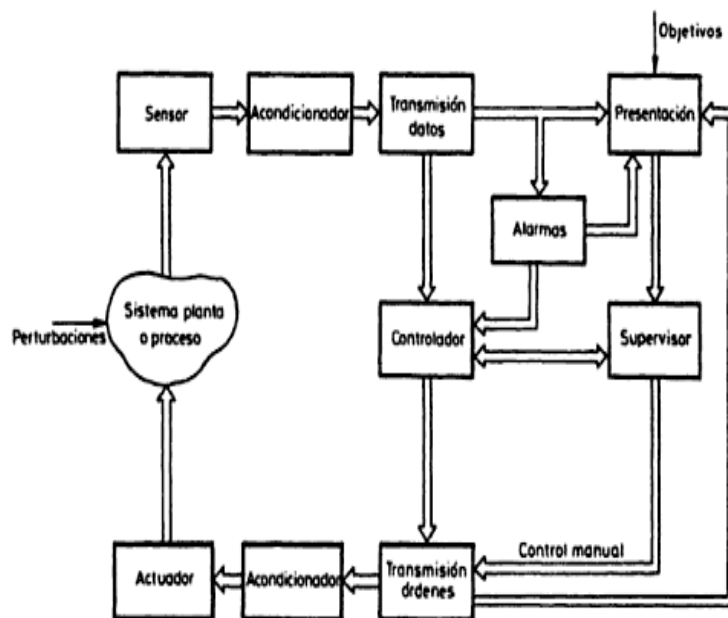 Objetivos
Sensor
Acondicionador
Transmisión
datos
Presentación
Alarmas
Sistema planta
o proceso
Perturbaciones
Controlador
Supervisor
Control manual
Actuador
Acondicionador
Transmisión
órdenes